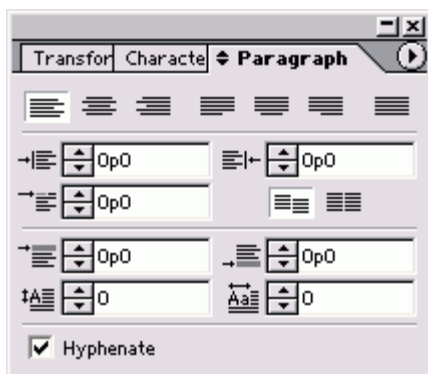 Transfor Characte Paragraph
0p0 0p0
0p0
0p0 0p0
0 0
Hyphenate